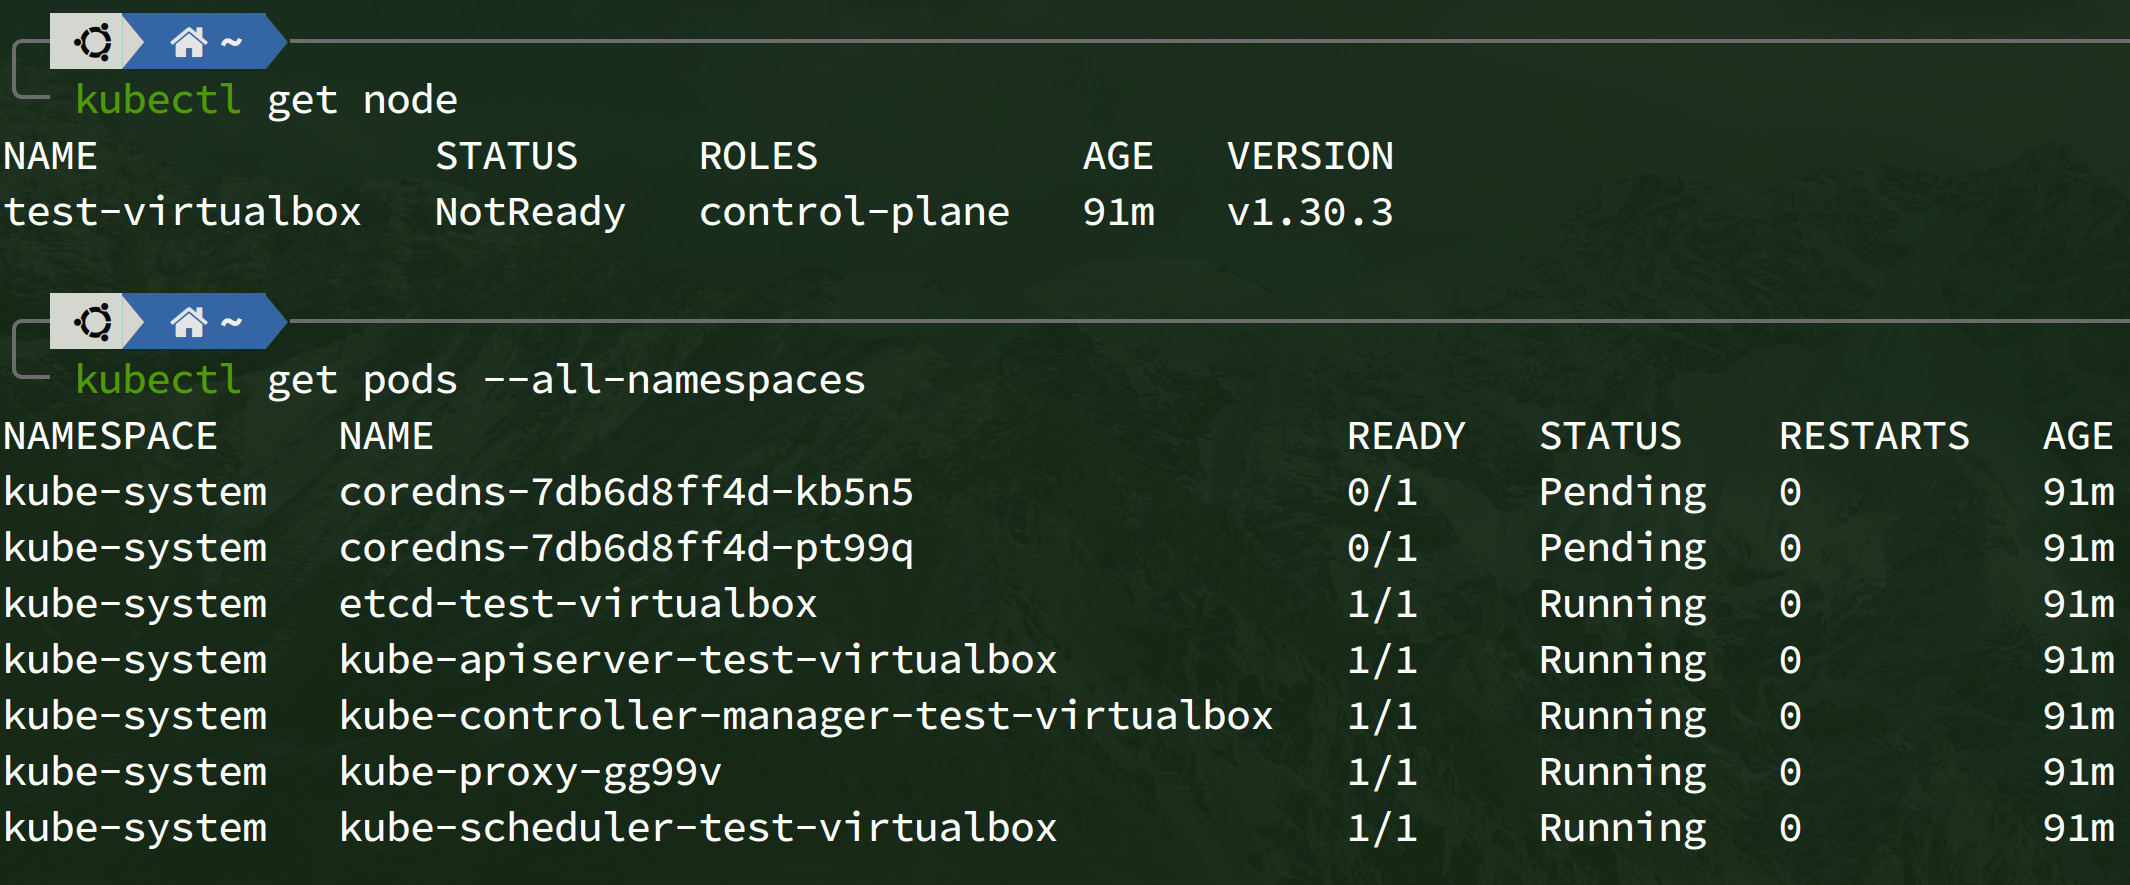 ~
kubectl get node
NAME STATUS ROLES AGE VERSION
test-virtualbox NotReady control-plane 91m v1.30.3
~
kubectl get pods --all-namespaces
NAMESPACE NAME READY STATUS RESTARTS AGE
kube-system coredns-7db6d8ff4d-kb5n5 0/1 Pending 0 91m
kube-system coredns-7db6d8ff4d-pt99q 0/1 Pending 0 91m
kube-system etcd-test-virtualbox 1/1 Running 0 91m
kube-system kube-apiserver-test-virtualbox 1/1 Running 0 91m
kube-system kube-controller-manager-test-virtualbox 1/1 Running 0 91m
kube-system kube-proxy-gg99v 1/1 Running 0 91m
kube-system kube-scheduler-test-virtualbox 1/1 Running 0 91m